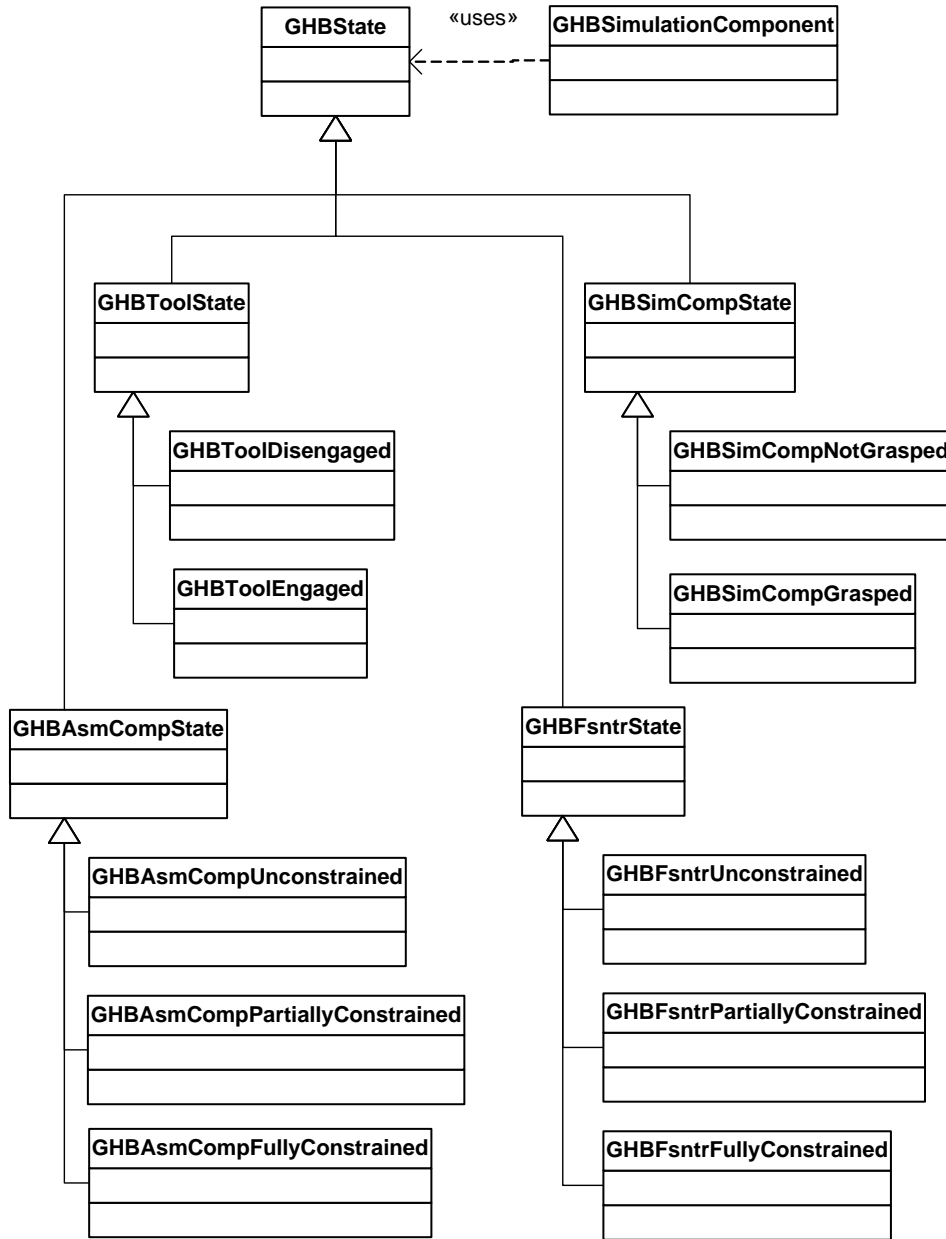 GHBState
«uses»
GHBSimulationComponent
GHBToolState
GHBSimCompState
GHBToolDisengaged
GHBSimCompNotGrasped
GHBToolEngaged
GHBSimCompGrasped
GHBAsmCompState
GHBFsntrState
GHBAsmCompUnconstrained
GHBFsntrUnconstrained
GHBAsmCompPartiallyConstrained
GHBFsntrPartiallyConstrained
GHBAsmCompFullyConstrained
GHBFsntrFullyConstrained